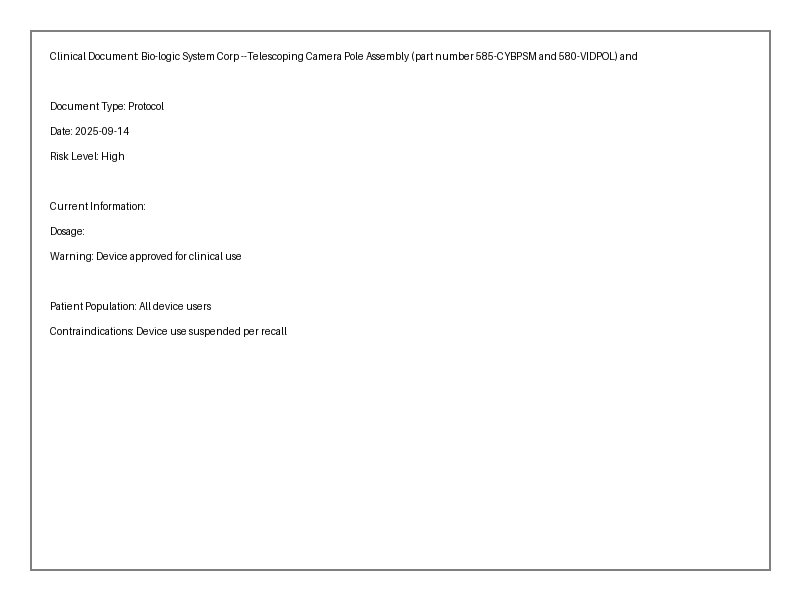 Clinical Document: Bio-logic System Corp --Telescoping Camera Pole Assembly (part number 585-CYBPSM and 580-VIDPOL) and
Document Type: Protocol
Date: 2025-09-14
Risk Level: High
Current Information:
Dosage:
Warning: Device approved for clinical use
Patient Population: All device users
Contraindications: Device use suspended per recall